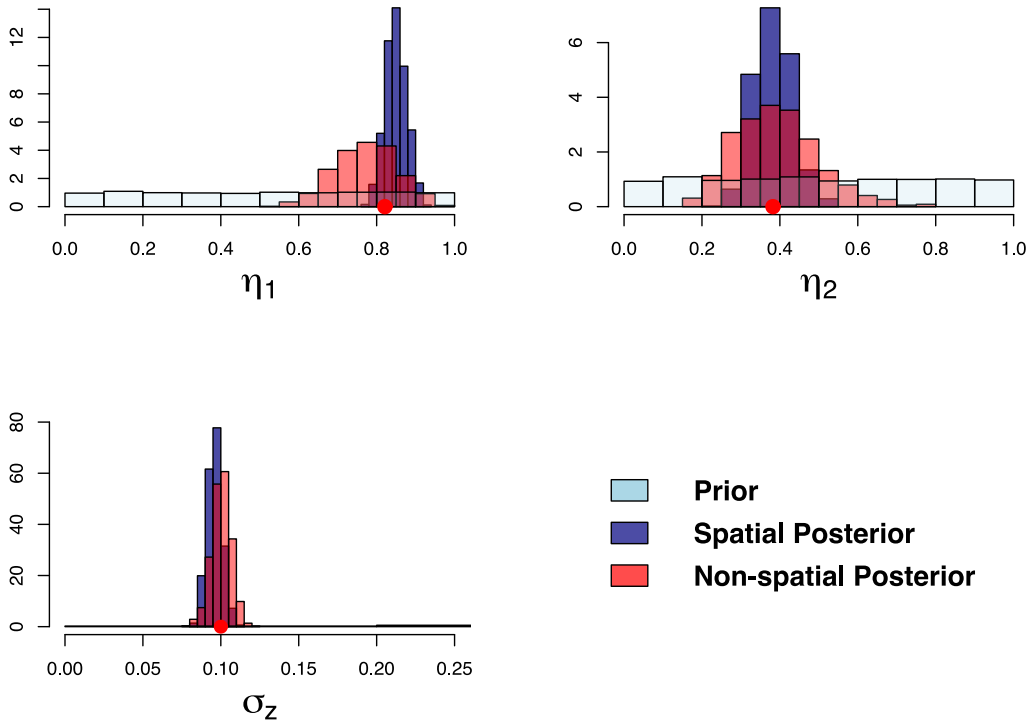 0 2 4 6 8 12
0.0 0.2 0.4 0.6 0.8 1.0
η1
0 2 4 6
0.0 0.2 0.4 0.6 0.8 1.0
η2
0 20 40 60 80
0.00 0.05 0.10 0.15 0.20 0.25
σz
Prior
Spatial Posterior
Non-spatial Posterior